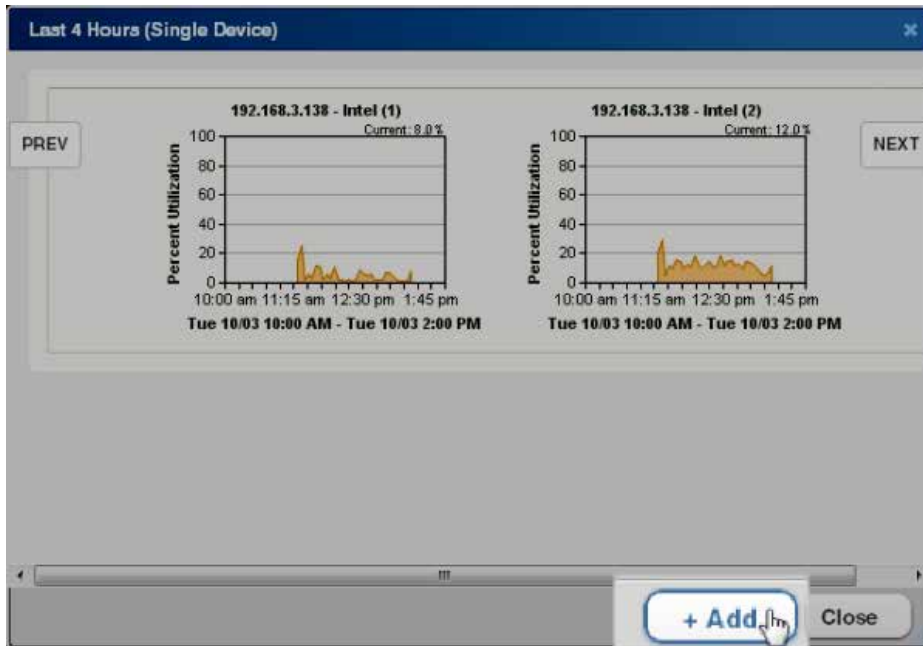 Last 4 Hours (Single Device)
PREV
NEXT
192.168.3.138 - Intel (1)
Current: 8.0%
Percent Utilization
100
80
60
40
20
0
10:00 am 11:15 am 12:30 pm 1:45 pm
Tue 10/03 10:00 AM - Tue 10/03 2:00 PM
192.168.3.138 - Intel (2)
Current: 12.0%
Percent Utilization
100
80
60
40
20
0
10:00 am 11:15 am 12:30 pm 1:45 pm
Tue 10/03 10:00 AM - Tue 10/03 2:00 PM
+ Add
Close